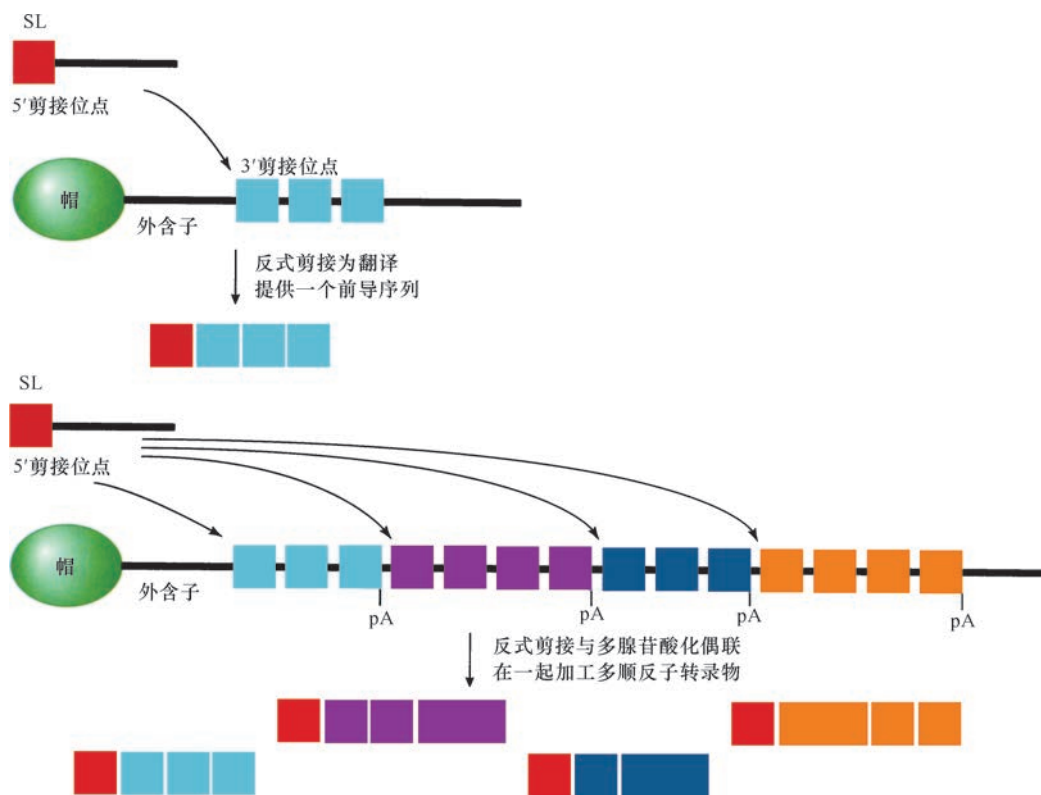 SL
5′剪接位点
3′剪接位点
帽
外含子
反式剪接为翻译
提供一个前导序列
SL
5′剪接位点
帽
外含子
pA
pA
pA
pA
反式剪接与多腺苷酸化偶联
在一起加工多顺反子转录物